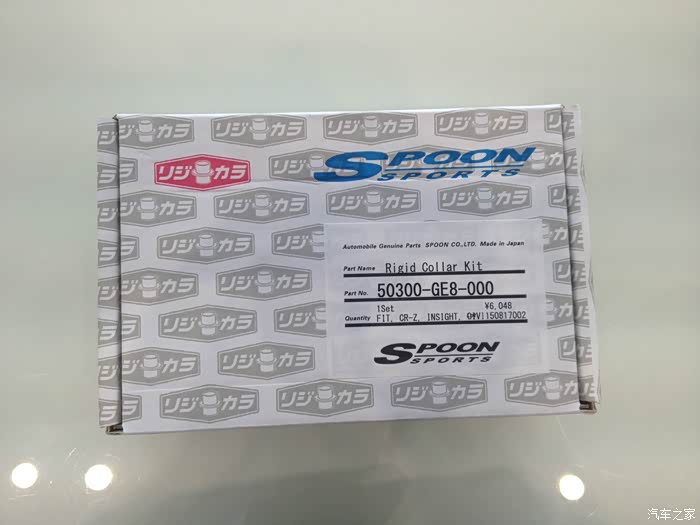 リジカラ
SPOON
SPORTS
Automobile Genuine Parts SPOON CO.,LTD. Made in Japan
Part Name Rigid Collar Kit
Part No. 50300-GE8-000
1Set ¥6,048
Quantity FIT, CR-Z, INSIGHT, 150817002
SPOON
SPORTS
汽车之家